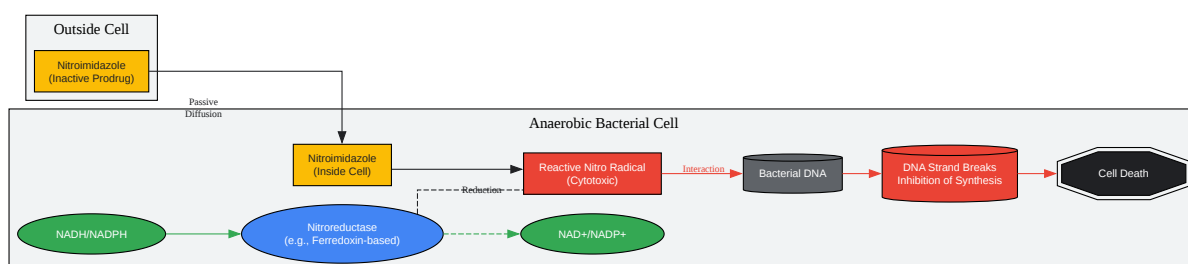 Outside Cell
Nitroimidazole
(Inactive Prodrug)
Passive
Diffusion
Anaerobic Bacterial Cell
Nitroimidazole
(Inside Cell)
Reactive Nitro Radical
(Cytotoxic)
Interaction
Bacterial DNA
DNA Strand Breaks
Inhibition of Synthesis
Cell Death
Reduction
NADH/NADPH
Nitroreductase
(e.g., Ferredoxin-based)
NAD+/NADP+